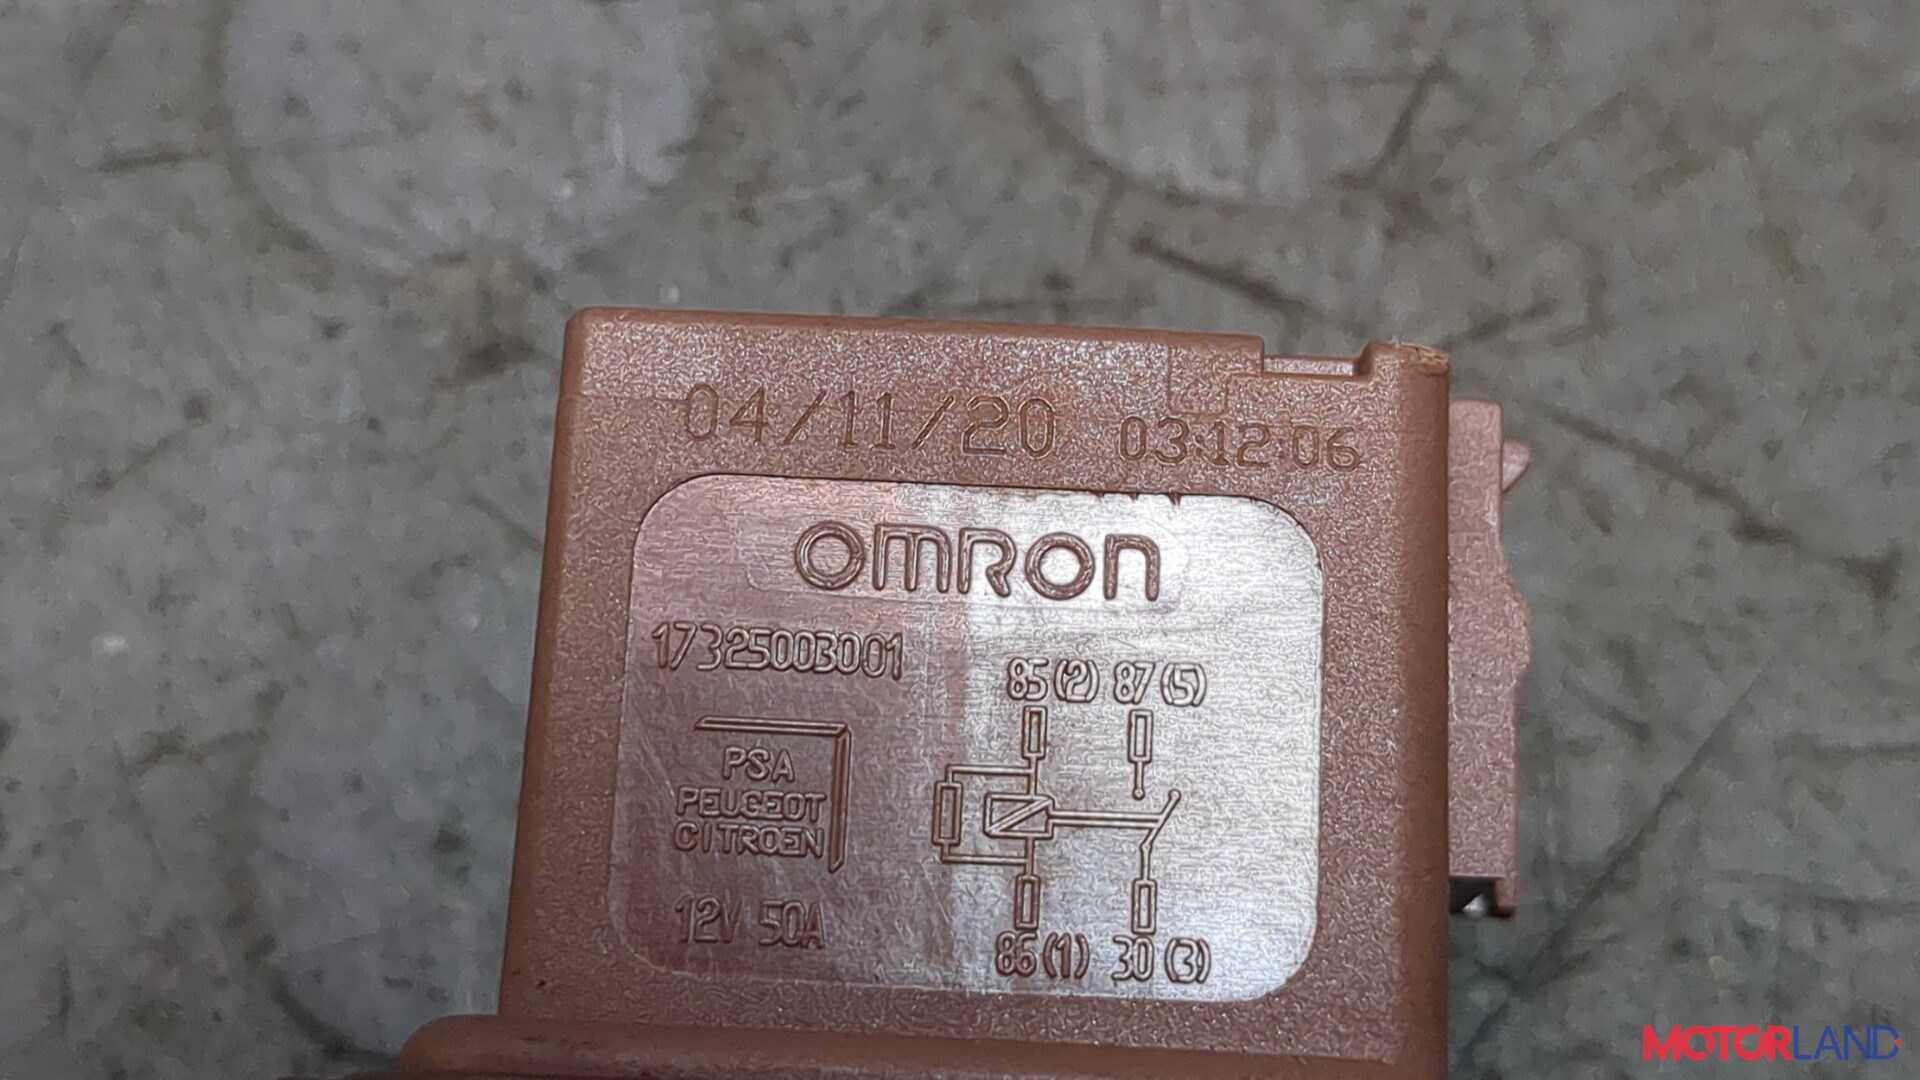 04/11/20 03:12:06
OMRON
17325003001
85(2) 87(5)
PSA
PEUGEOT
CITROEN
12V 50A
86(1) 30(3)
MOTORLAND